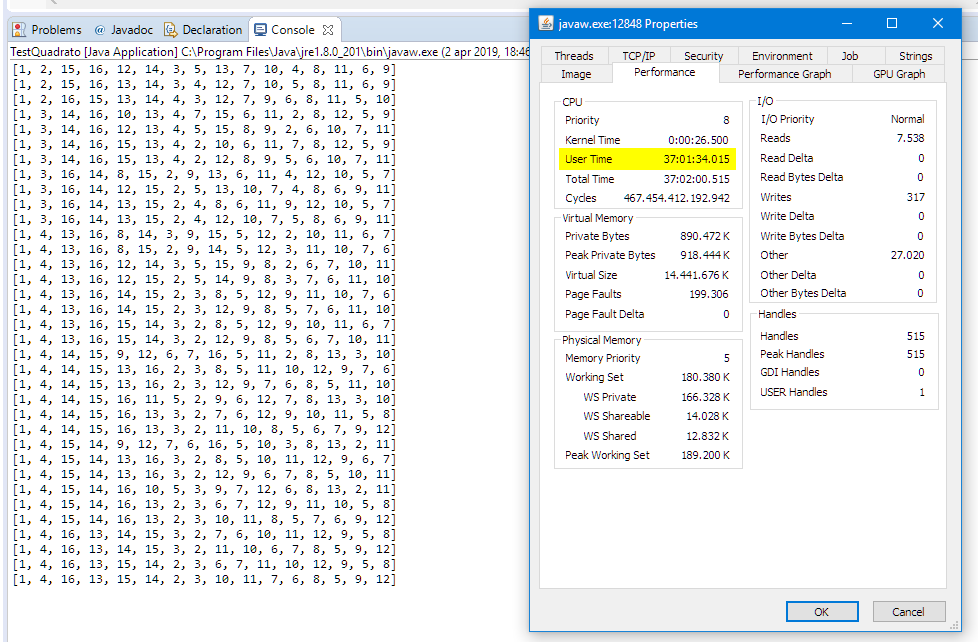 Problems @ Javadoc Declaration Console
TestQuadrato [Java Application] C:\Program Files\Java\jre1.8.0_201\bin\javaw.exe (2 apr 2019, 18:46
[1, 2, 15, 16, 12, 14, 3, 5, 13, 7, 10, 4, 8, 11, 6, 9]
[1, 2, 15, 16, 13, 14, 3, 4, 12, 7, 10, 5, 8, 11, 6, 9]
[1, 2, 16, 15, 13, 14, 4, 3, 12, 7, 9, 6, 8, 11, 5, 10]
[1, 3, 14, 16, 10, 13, 4, 7, 15, 6, 11, 2, 8, 12, 5, 9]
[1, 3, 14, 16, 12, 13, 4, 5, 15, 8, 9, 2, 6, 10, 7, 11]
[1, 3, 14, 16, 15, 13, 4, 2, 10, 6, 11, 7, 8, 12, 5, 9]
[1, 3, 14, 16, 15, 13, 4, 2, 12, 8, 9, 5, 6, 10, 7, 11]
[1, 3, 16, 14, 8, 15, 2, 9, 13, 6, 11, 4, 12, 10, 5, 7]
[1, 3, 16, 14, 12, 15, 2, 5, 13, 10, 7, 4, 8, 6, 9, 11]
[1, 3, 16, 14, 13, 15, 2, 4, 8, 6, 11, 9, 12, 10, 5, 7]
[1, 3, 16, 14, 13, 15, 2, 4, 12, 10, 7, 5, 8, 6, 9, 11]
[1, 4, 13, 16, 8, 14, 3, 9, 15, 5, 12, 2, 10, 11, 6, 7]
[1, 4, 13, 16, 8, 15, 2, 9, 14, 5, 12, 3, 11, 10, 7, 6]
[1, 4, 13, 16, 12, 14, 3, 5, 15, 9, 8, 2, 6, 7, 10, 11]
[1, 4, 13, 16, 12, 15, 2, 5, 14, 9, 8, 3, 7, 6, 11, 10]
[1, 4, 13, 16, 14, 15, 2, 3, 8, 5, 12, 9, 11, 10, 7, 6]
[1, 4, 13, 16, 14, 15, 2, 3, 12, 9, 8, 5, 7, 6, 11, 10]
[1, 4, 13, 16, 15, 14, 3, 2, 8, 5, 12, 9, 10, 11, 6, 7]
[1, 4, 13, 16, 15, 14, 3, 2, 12, 9, 8, 5, 6, 7, 10, 11]
[1, 4, 14, 15, 9, 12, 6, 7, 16, 5, 11, 2, 8, 13, 3, 10]
[1, 4, 14, 15, 13, 16, 2, 3, 8, 5, 11, 10, 12, 9, 7, 6]
[1, 4, 14, 15, 13, 16, 2, 3, 12, 9, 7, 6, 8, 5, 11, 10]
[1, 4, 14, 15, 16, 11, 5, 2, 9, 6, 12, 7, 8, 13, 3, 10]
[1, 4, 14, 15, 16, 13, 3, 2, 7, 6, 12, 9, 10, 11, 5, 8]
[1, 4, 14, 15, 16, 13, 3, 2, 11, 10, 8, 5, 6, 7, 9, 12]
[1, 4, 15, 14, 9, 12, 7, 6, 16, 5, 10, 3, 8, 13, 2, 11]
[1, 4, 15, 14, 13, 16, 3, 2, 8, 5, 10, 11, 12, 9, 6, 7]
[1, 4, 15, 14, 13, 16, 3, 2, 12, 9, 6, 7, 8, 5, 10, 11]
[1, 4, 15, 14, 16, 10, 5, 3, 9, 7, 12, 6, 8, 13, 2, 11]
[1, 4, 15, 14, 16, 13, 2, 3, 6, 7, 12, 9, 11, 10, 5, 8]
[1, 4, 15, 14, 16, 13, 2, 3, 10, 11, 8, 5, 7, 6, 9, 12]
[1, 4, 16, 13, 14, 15, 3, 2, 7, 6, 10, 11, 12, 9, 5, 8]
[1, 4, 16, 13, 14, 15, 3, 2, 11, 10, 6, 7, 8, 5, 9, 12]
[1, 4, 16, 13, 15, 14, 2, 3, 6, 7, 11, 10, 12, 9, 5, 8]
[1, 4, 16, 13, 15, 14, 2, 3, 10, 11, 7, 6, 8, 5, 9, 12]
javaw.exe:12848 Properties
Threads TCP/IP Security Environment Job Strings
Image Performance Performance Graph GPU Graph
CPU
Priority 8
Kernel Time 0:00:26.500
User Time 37:01:34.015
Total Time 37:02:00.515
Cycles 467.454.412.192.942
Virtual Memory
Private Bytes 890.472 K
Peak Private Bytes 918.444 K
Virtual Size 14.441.676 K
Page Faults 199.306
Page Fault Delta 0
Physical Memory
Memory Priority 5
Working Set 180.380 K
WS Private 166.328 K
WS Shareable 14.028 K
WS Shared 12.832 K
Peak Working Set 189.200 K
I/O
I/O Priority Normal
Reads 7.538
Read Delta 0
Read Bytes Delta 0
Writes 317
Write Delta 0
Write Bytes Delta 0
Other 27.020
Other Delta 0
Other Bytes Delta 0
Handles
Handles 515
Peak Handles 515
GDI Handles 0
USER Handles 1
OK Cancel